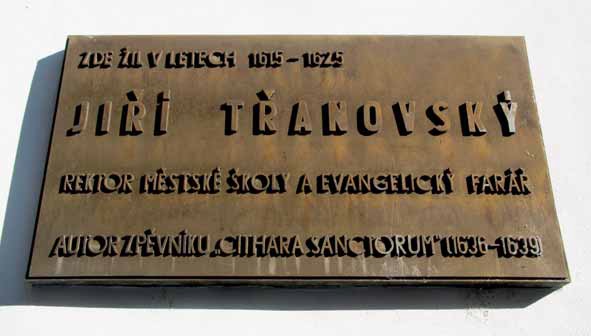 ZDE ŽIL V LETECH 1615 – 1625
JIŘÍ TŘANOVSKÝ
REKTOR MĚSTSKÉ ŠKOLY A EVANGELICKÝ FARÁŘ
AUTOR ZPĚVNÍKU „CITHARA SANCTORUM" (1636–1639)